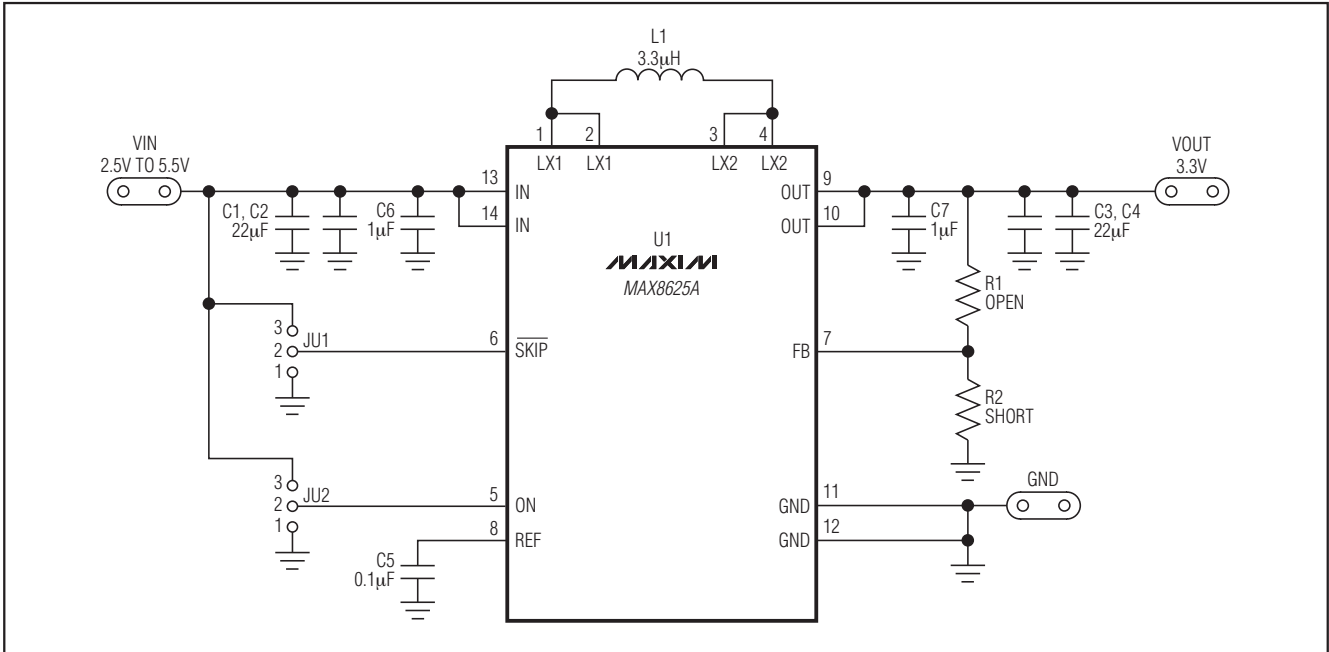 L1
3.3µH
1
2
3
4
LX1
LX1
LX2
LX2
VIN
2.5V TO 5.5V
VOUT
3.3V
13
IN
14
IN
C1, C2
22µF
C6
1µF
9
OUT
10
OUT
C7
1µF
C3, C4
22µF
U1
MAXIM
MAX8625A
R1
OPEN
3
2
1
JU1
6
SKIP
7
FB
R2
SHORT
3
2
1
JU2
5
ON
8
REF
C5
0.1µF
11
GND
12
GND
GND